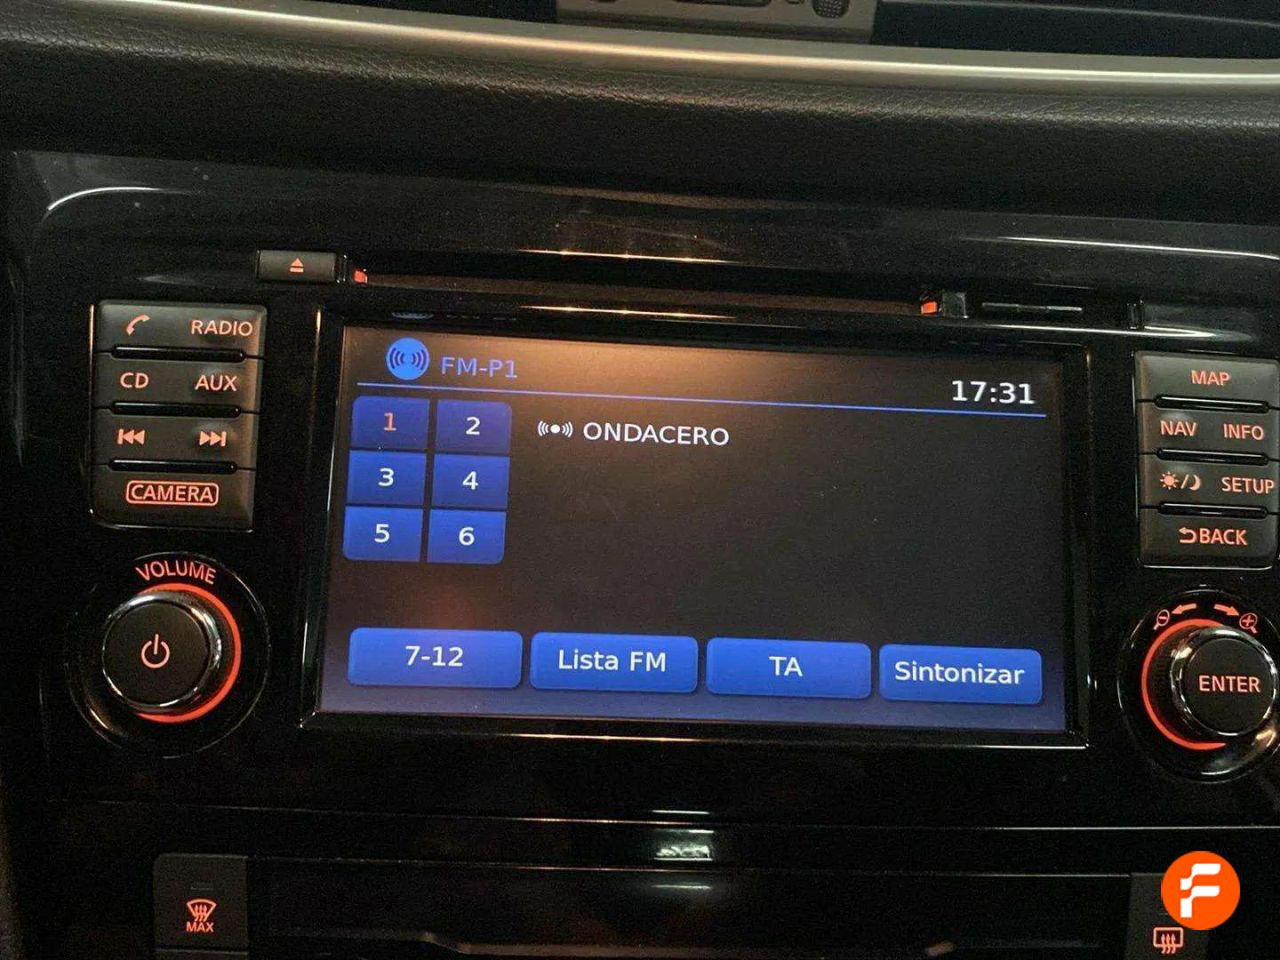 RADIO
CD AUX
CAMERA
VOLUME
FM-P1
17:31
1 2
ONDACERO
3 4
5 6
7-12 Lista FM TA Sintonizar
MAP
NAV INFO
SETUP
BACK
ENTER
MAX
F